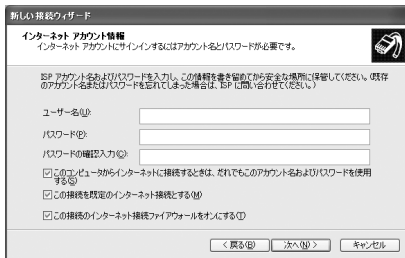 新しい接続ウィザード
インターネット アカウント情報
インターネット アカウントにサインインするにはアカウント名とパスワードが必要です。
ISP アカウント名およびパスワードを入力し、この情報を書き留めてから安全な場所に保管してください。(既存
のアカウント名またはパスワードを忘れてしまった場合は、ISP に問い合わせてください。)
ユーザー名(U):
パスワード(P):
パスワードの確認入力(C):
このコンピュータからインターネットに接続するときは、だれでもこのアカウント名およびパスワードを使用
する(S)
この接続を既定のインターネット接続とする(M)
この接続のインターネット接続ファイアウォールをオンにする(T)
< 戻る(B)
次へ(N) >
キャンセル